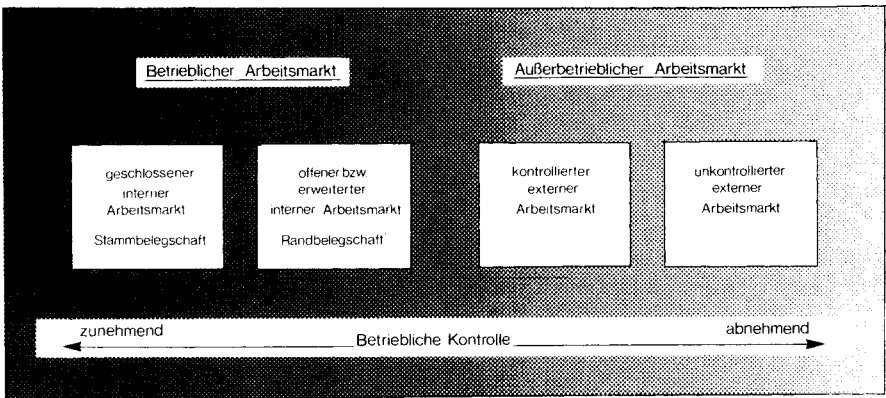 Betrieblicher Arbeitsmarkt
Außerbetrieblicher Arbeitsmarkt
geschlossener
interner
Arbeitsmarkt
Stammbelegschaft
offener bzw.
erweiterter
interner Arbeitsmarkt
Randbelegschaft
kontrollierter
externer
Arbeitsmarkt
unkontrollierter
externer
Arbeitsmarkt
zunehmend
Betriebliche Kontrolle
abnehmend